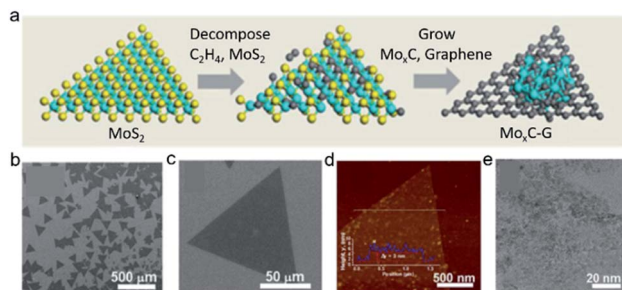 a
Decompose
C₂H₄, MoS₂
Grow
MoₓC, Graphene
MoS₂
MoₓC-G
b
500 μm
c
50 μm
d
500 nm
e
20 nm